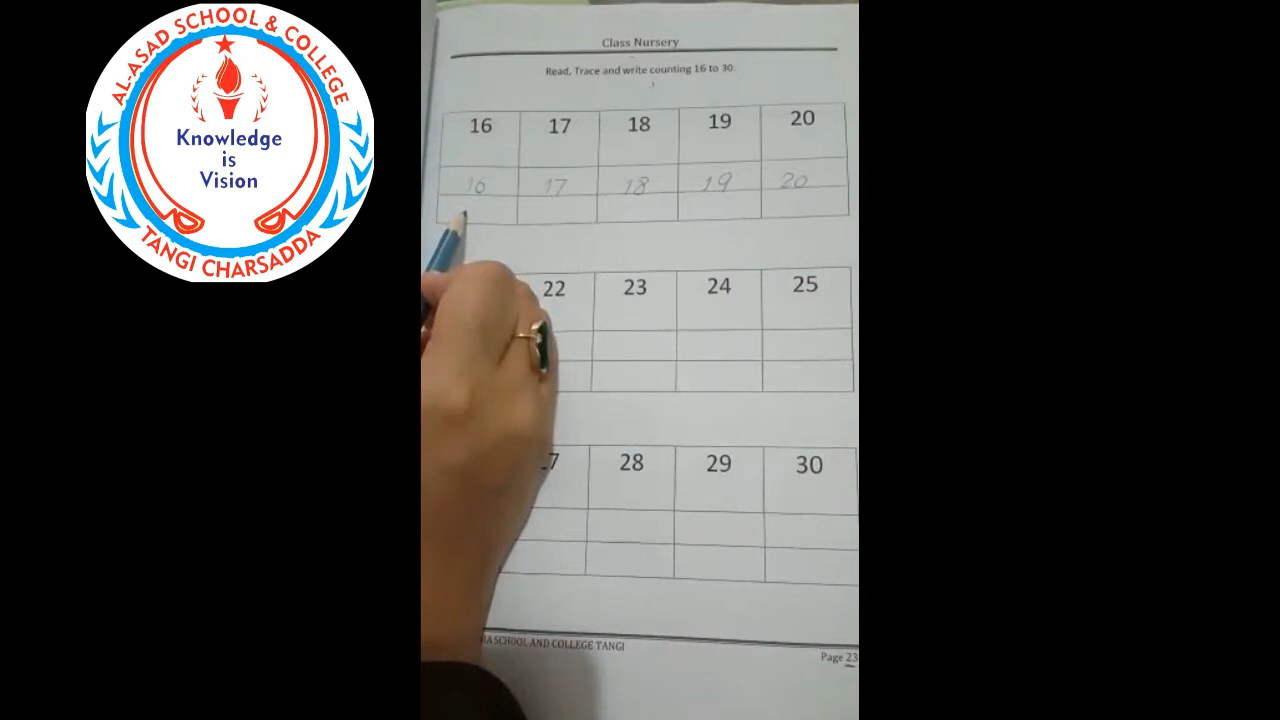 AL-ASAD SCHOOL & COLLEGE
Knowledge
is
Vision
TANGI CHARSADDA
Class Nursery
Read, Trace and write counting 16 to 30.
16 17 18 19 20
16 17 18 19 20
22 23 24 25
28 29 30
SCHOOL AND COLLEGE TANGI
Page 23